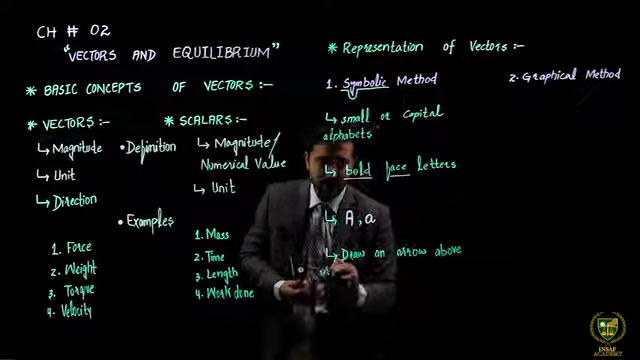 CH # 02
"VECTORS AND EQUILIBRIUM"
* BASIC CONCEPTS OF VECTORS :-
* VECTORS :-
↳ Magnitude
↳ Unit
↳ Direction
• Definition
• Examples
1. Force
2. Weight
3. Torque
4. Velocity
* SCALARS :-
↳ Magnitude/
Numerical Value
↳ Unit
1. Mass
2. Time
3. Length
4. Work done
* Representation of Vectors :-
1. Symbolic Method
↳ small or capital
alphabets
↳ bold face letters
↳ A, a
↳ Draw an arrow above
2. Graphical Method
INSAF
ACADEMY